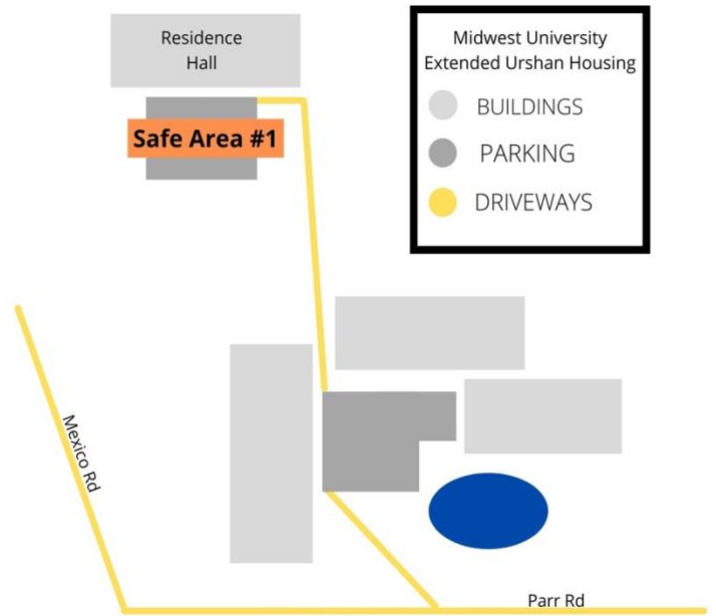 Residence
Hall
Safe Area #1
Midwest University
Extended Urshan Housing
BUILDINGS
PARKING
DRIVEWAYS
Mexico Rd
Parr Rd